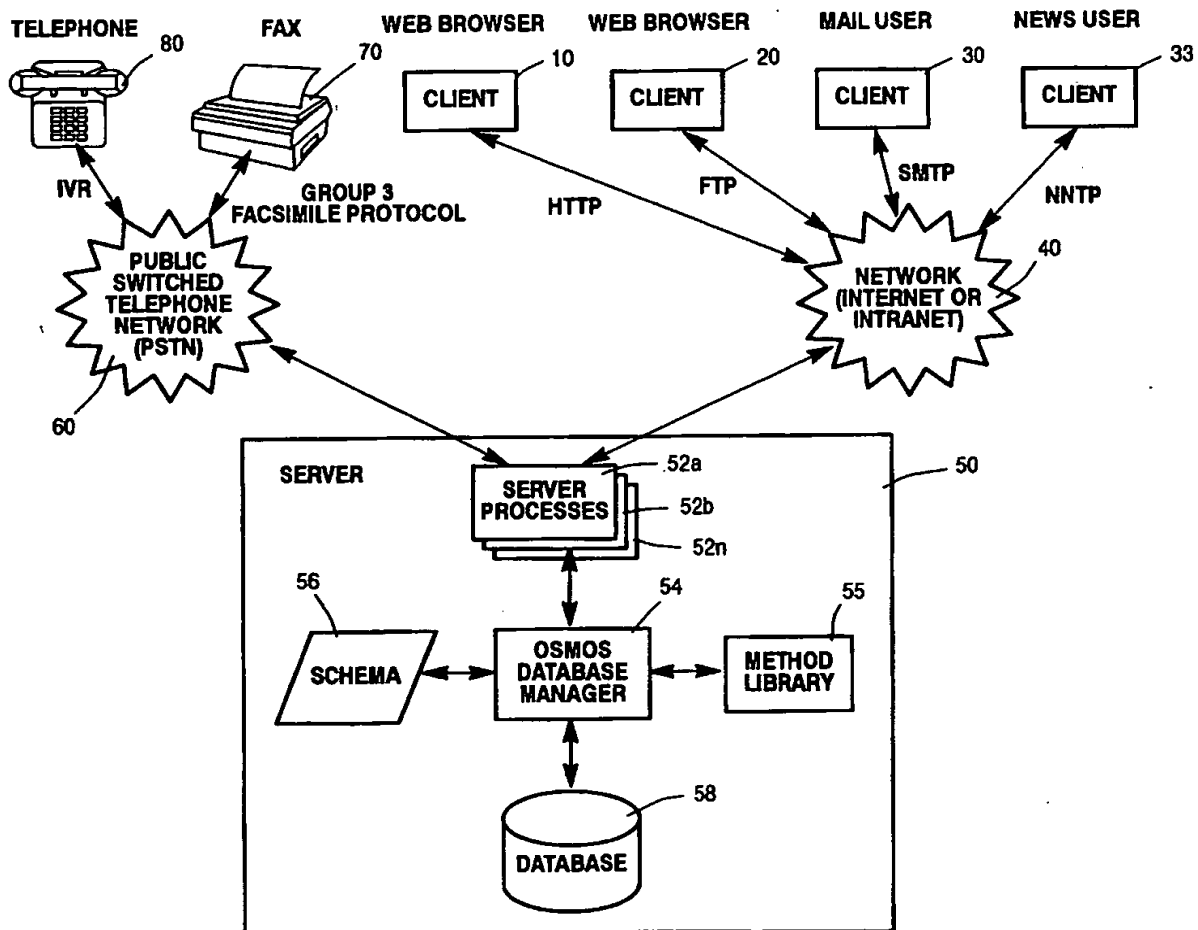 TELEPHONE
80
FAX
70
WEB BROWSER
10
WEB BROWSER
20
MAIL USER
30
NEWS USER
33
CLIENT
CLIENT
CLIENT
CLIENT
IVR
GROUP 3
FACSIMILE PROTOCOL
HTTP
FTP
SMTP
NNTP
PUBLIC
SWITCHED
TELEPHONE
NETWORK
(PSTN)
60
NETWORK
(INTERNET OR
INTRANET)
40
SERVER
50
SERVER
PROCESSES
52a
52b
52n
56
SCHEMA
54
OSMOS
DATABASE
MANAGER
55
METHOD
LIBRARY
58
DATABASE